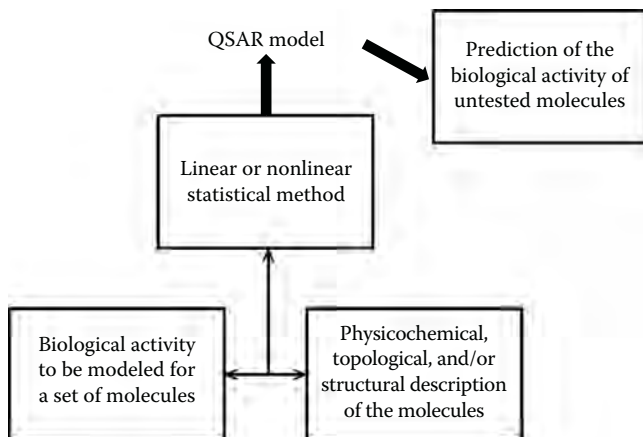 QSAR model
Prediction of the
biological activity of
untested molecules
Linear or nonlinear
statistical method
Biological activity
to be modeled for
a set of molecules
Physicochemical,
topological, and/or
structural description
of the molecules